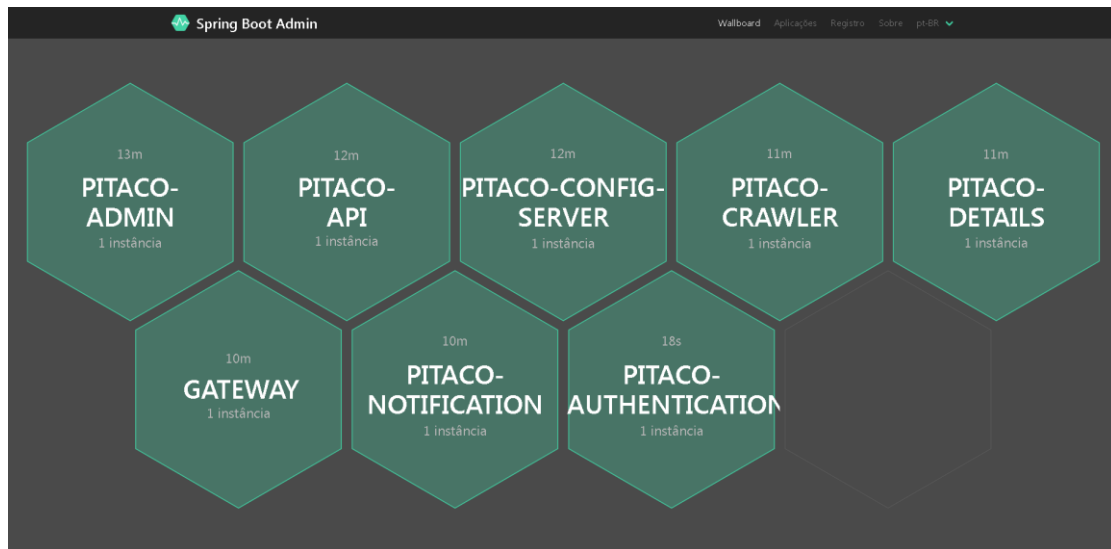 Spring Boot Admin
Wallboard Aplicações Registro Sobre pt-BR
13m
PITACO-
ADMIN
1 instância
12m
PITACO-
API
1 instância
12m
PITACO-CONFIG-
SERVER
1 instância
11m
PITACO-
CRAWLER
1 instância
11m
PITACO-
DETAILS
1 instância
10m
GATEWAY
1 instância
10m
PITACO-
NOTIFICATION
1 instância
18s
PITACO-
AUTHENTICATION
1 instância